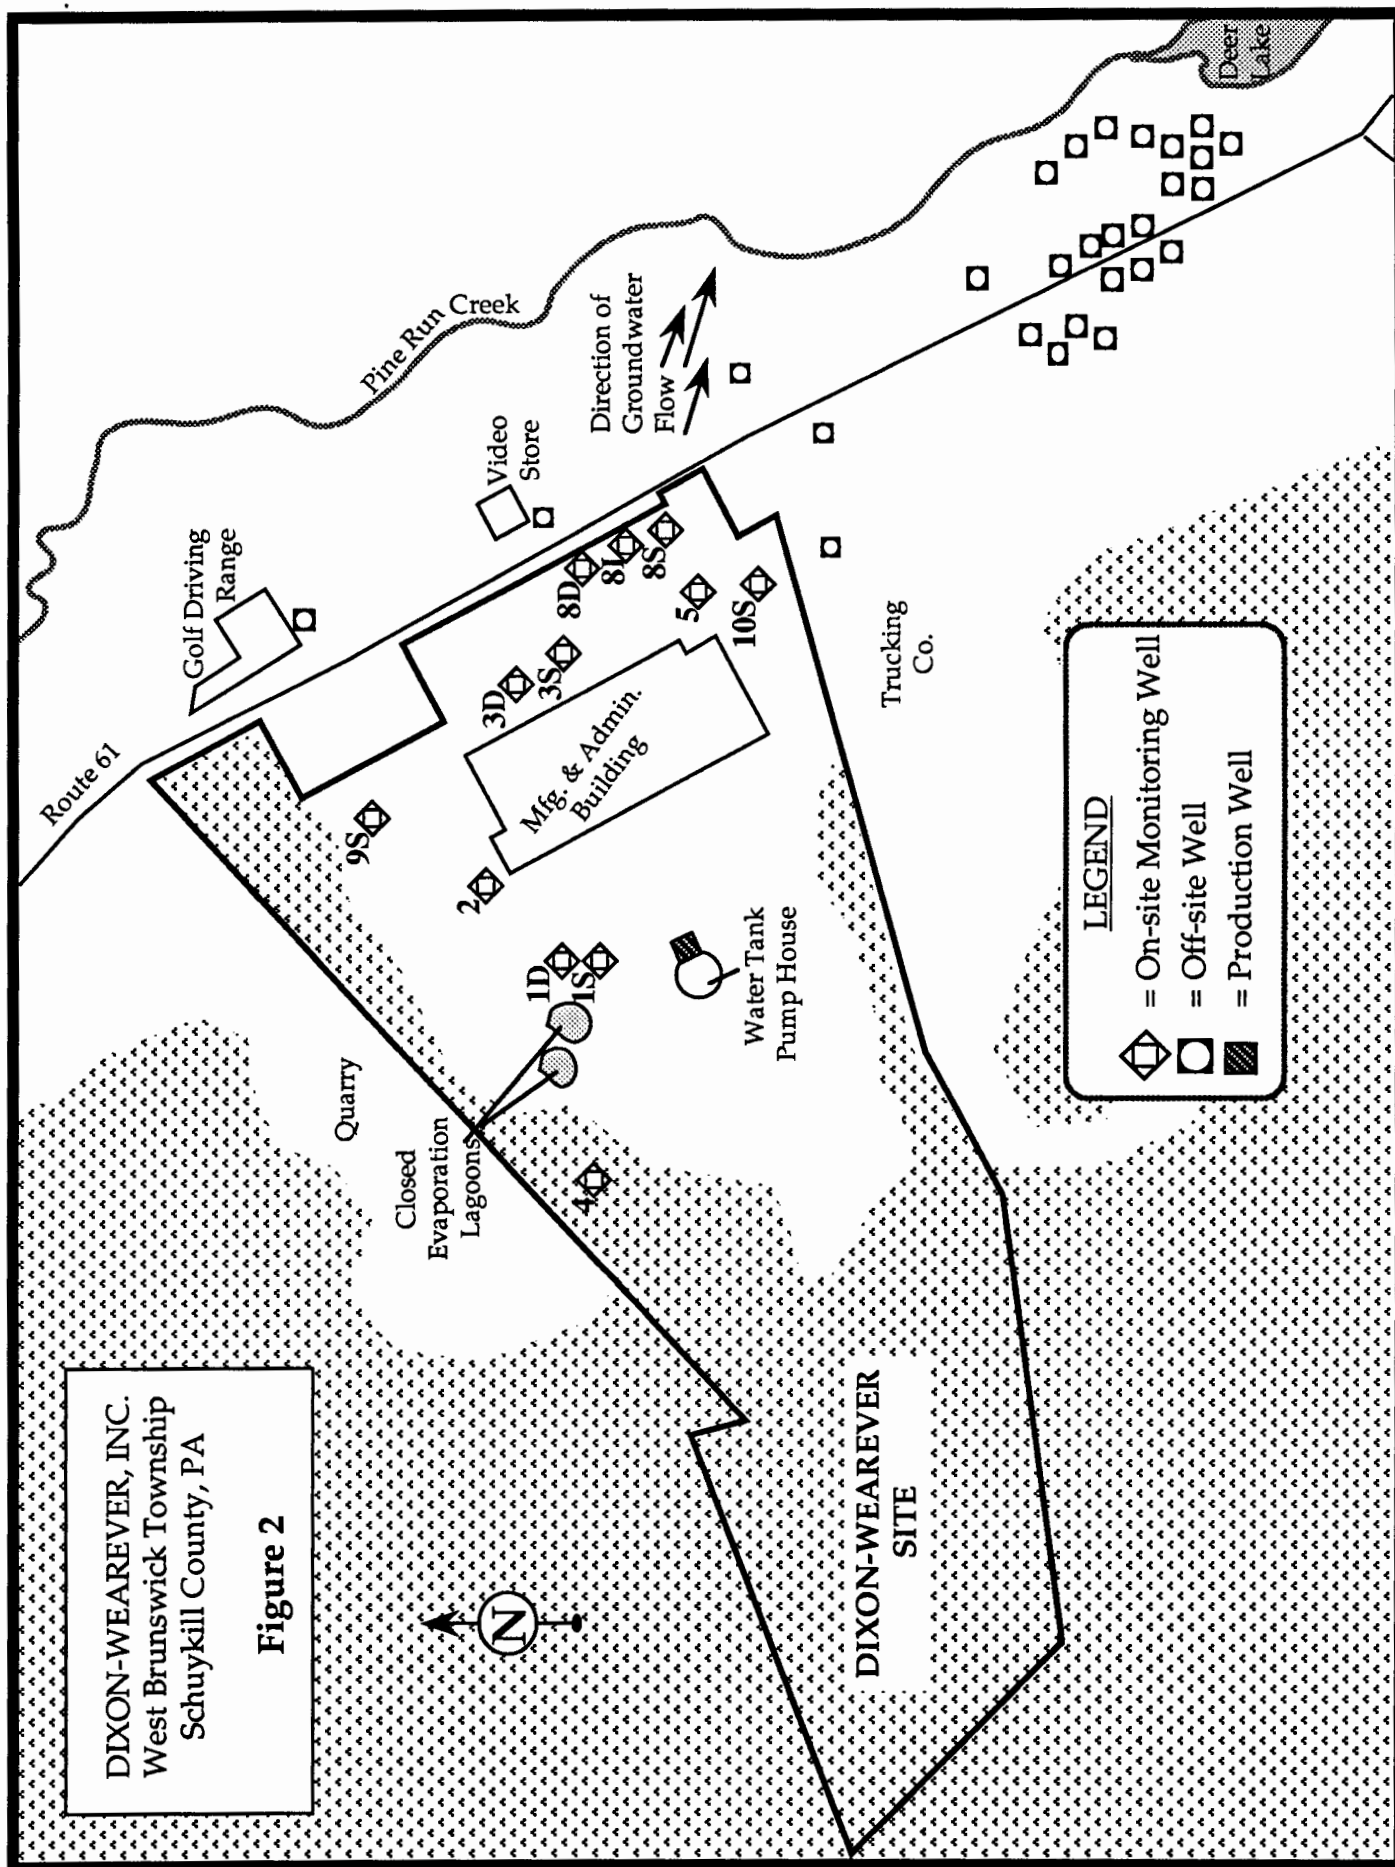 DIXON-WEAREVER, INC.
West Brunswick Township
Schuykill County, PA
Figure 2
N
DIXON-WEAREVER
SITE
Quarry
Closed
Evaporation
Lagoons
4
1D
1S
2
9S
Water Tank
Pump House
Mfg. & Admin.
Building
3D
3S
8D
8I
8S
5
10S
Trucking
Co.
Route 61
Golf Driving
Range
Video
Store
Pine Run Creek
Direction of
Groundwater
Flow
Deer
Lake
LEGEND
= On-site Monitoring Well
= Off-site Well
= Production Well